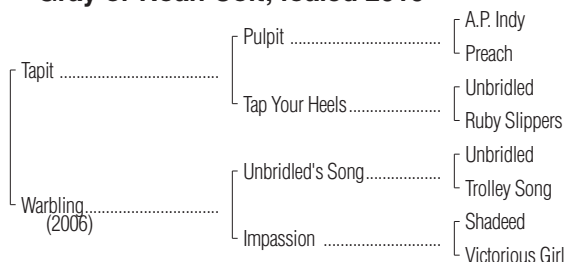 Gray or Roan Colt, foaled 2016
A.P. Indy
Pulpit ........................................
Preach
Tapit ..........................................
Unbridled
Tap Your Heels........................
Ruby Slippers
Unbridled
Unbridled's Song....................
Trolley Song
Warbling...................................
(2006)
Shadeed
Impassion ...............................
Victorious Girl